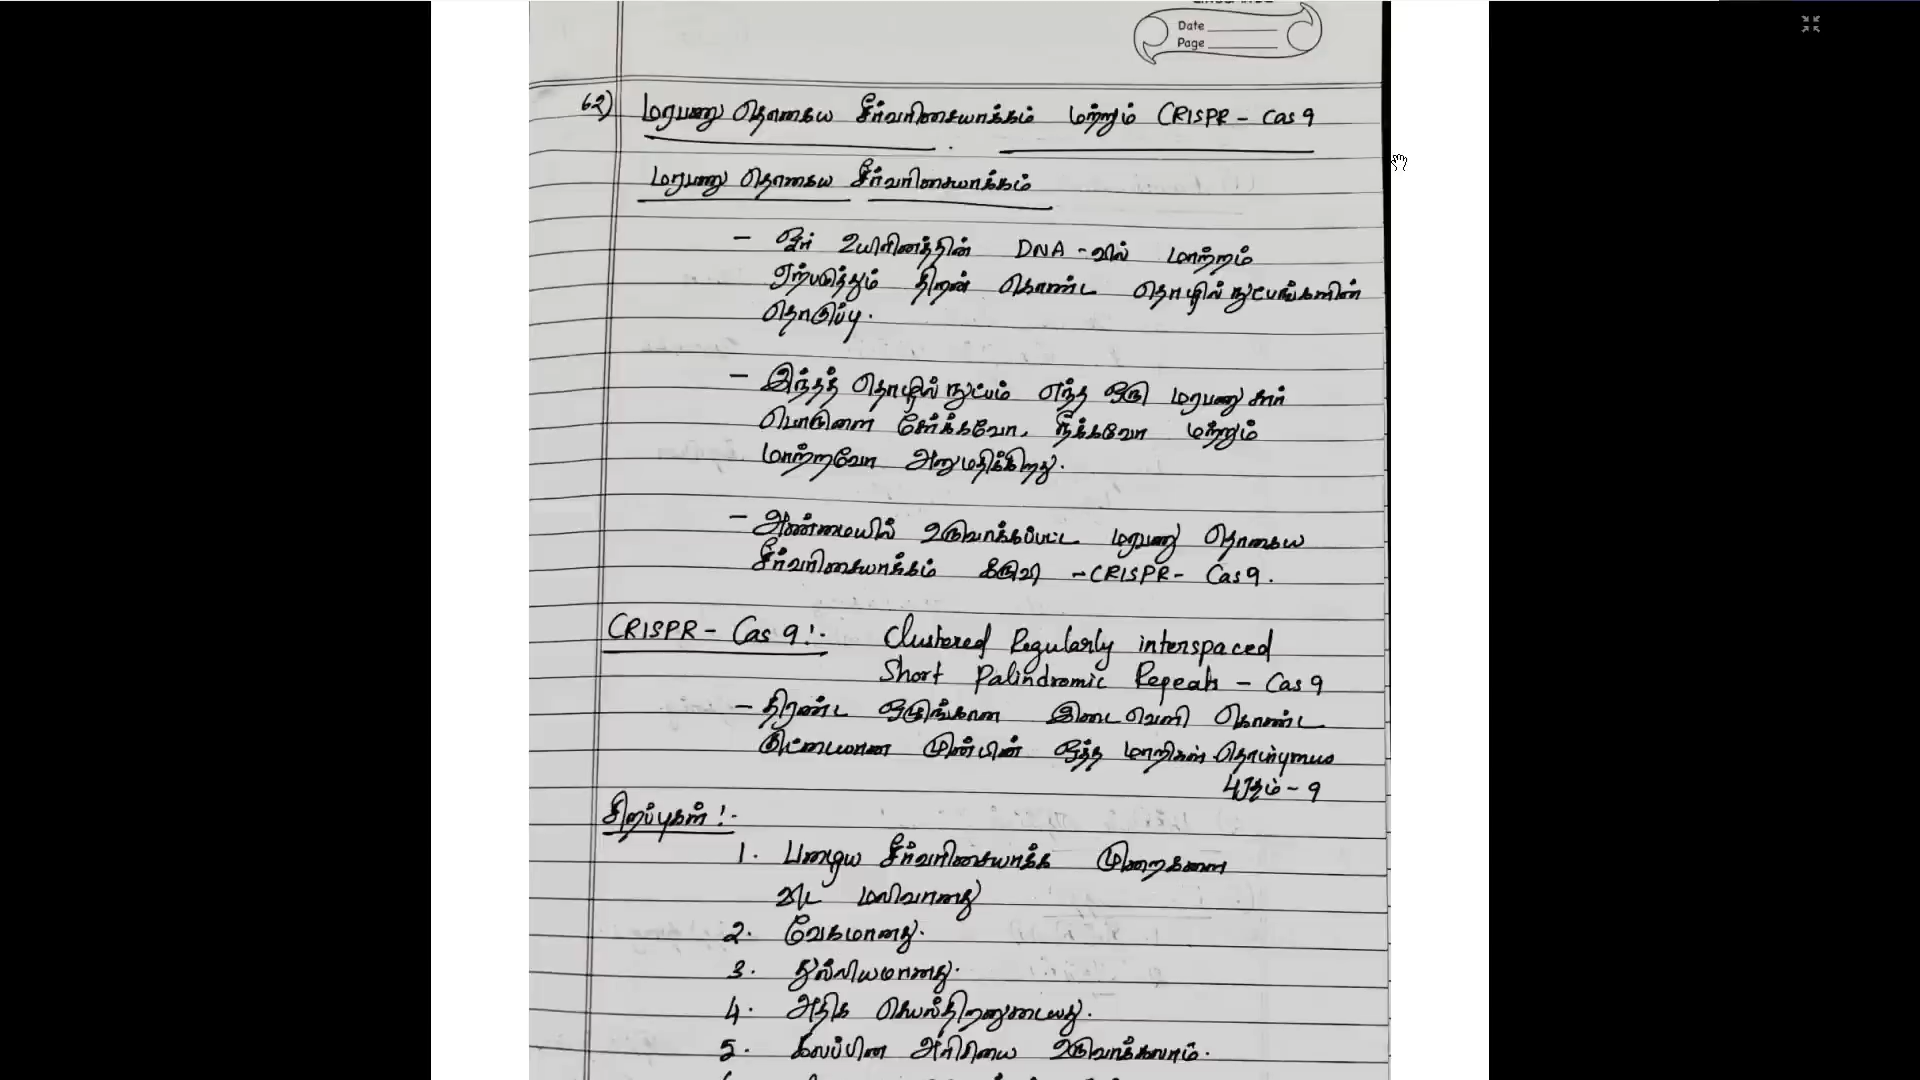 Date
Page
62) மரபணு தொகைய சீர்வரிசையாக்கம் மற்றும் CRISPR - Cas 9
மரபணு தொகைய சீர்வரிசையாக்கம்
- ஓர் உயிரினத்தின் DNA - வில் மாற்றம்
ஏற்படுத்தும் திறன் கொண்ட தொழில் நுட்பங்களின்
தொகுப்பு.
- இந்தத் தொழில் நுட்பம் எந்த ஒரு மரபணு சார்
பொருளை சேர்க்கவோ, நீக்கவோ மற்றும்
மாற்றவோ அனுமதிக்கிறது.
- அண்மையில் உருவாக்கப்பட்ட மரபணு தொகைய
சீர்வரிசையாக்கம் கருவி - CRISPR - Cas 9.
CRISPR - Cas 9 :- Clustered Regularly interspaced
Short Palindromic Repeats - Cas 9
- திரண்ட ஒழுங்கான இடைவெளி கொண்ட
குட்டையான முன்பின் ஒத்த மாறிகள் தொடர்புடைய
புரதம் - 9
சிறப்புகள் :-
1. பழைய சீர்வரிசையாக்க முறைகளை
விட மலிவானது
2. வேகமானது.
3. துல்லியமானது.
4. அதிக செயல்திறனுடையது.
5. கலப்பின அரிசியை உருவாக்கலாம்.